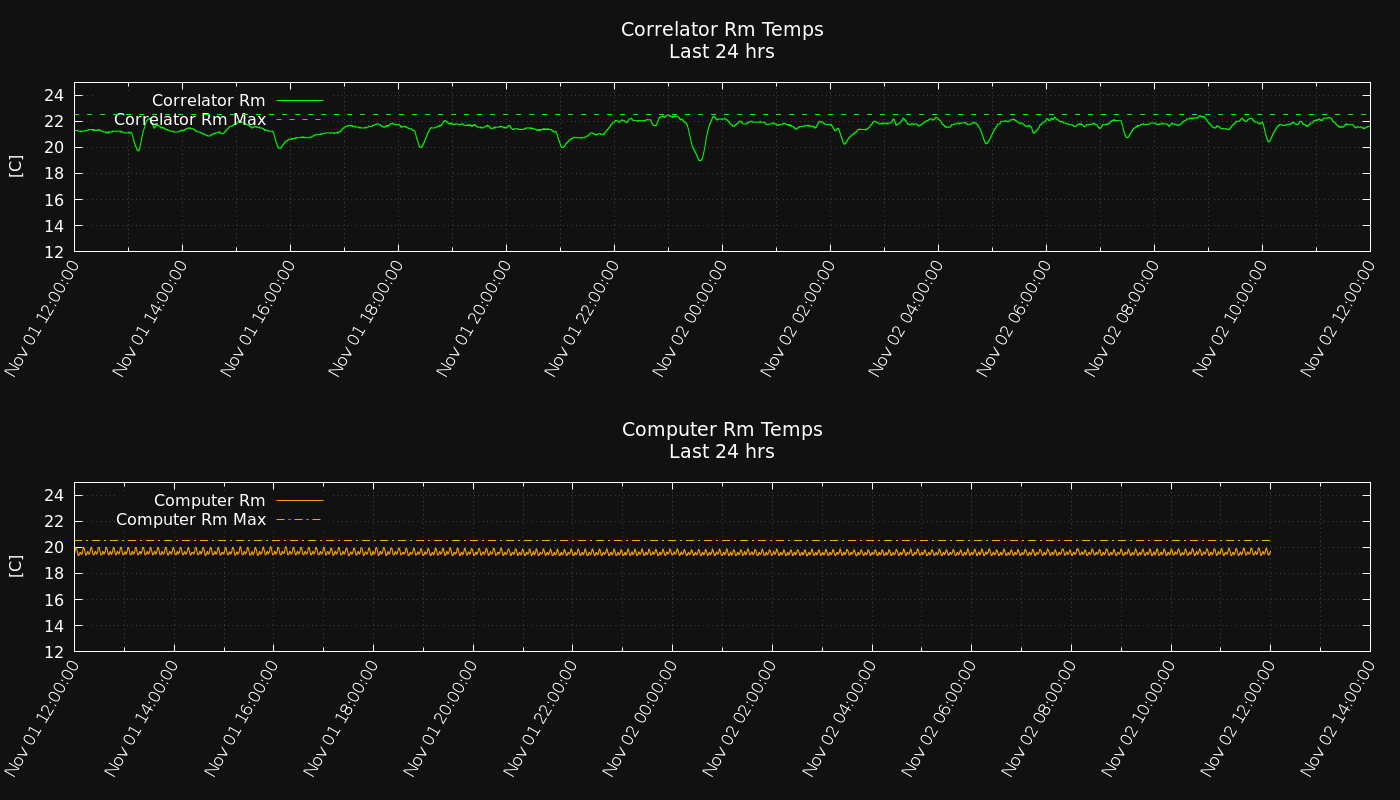 Correlator Rm Temps
Last 24 hrs
24
22
20
18
16
14
12
[C]
Correlator Rm
Correlator Rm Max
Nov 01 12:00:00
Nov 01 14:00:00
Nov 01 16:00:00
Nov 01 18:00:00
Nov 01 20:00:00
Nov 01 22:00:00
Nov 02 00:00:00
Nov 02 02:00:00
Nov 02 04:00:00
Nov 02 06:00:00
Nov 02 08:00:00
Nov 02 10:00:00
Nov 02 12:00:00
Computer Rm Temps
Last 24 hrs
24
22
20
18
16
14
12
[C]
Computer Rm
Computer Rm Max
Nov 01 12:00:00
Nov 01 14:00:00
Nov 01 16:00:00
Nov 01 18:00:00
Nov 01 20:00:00
Nov 01 22:00:00
Nov 02 00:00:00
Nov 02 02:00:00
Nov 02 04:00:00
Nov 02 06:00:00
Nov 02 08:00:00
Nov 02 10:00:00
Nov 02 12:00:00
Nov 02 14:00:00